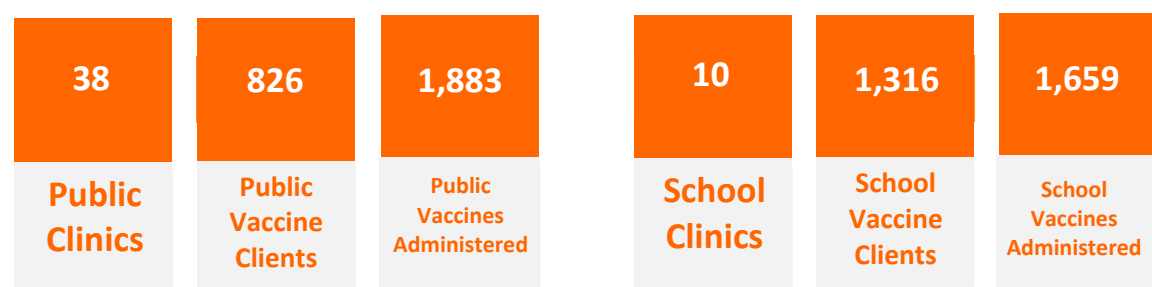 38
Public
Clinics
826
Public
Vaccine
Clients
1,883
Public
Vaccines
Administered
10
School
Clinics
1,316
School
Vaccine
Clients
1,659
School
Vaccines
Administered